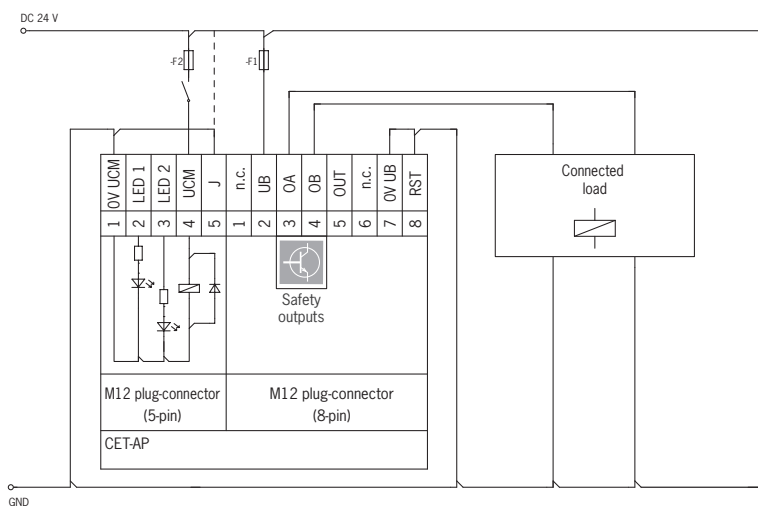 DC 24 V
-F2
-F1
0V UCM
LED 1
LED 2
UCM
J
n.c.
UB
OA
OB
OUT
n.c.
0V UB
RST
1
2
3
4
5
1
2
3
4
5
6
7
8
Connected
load
Safety
outputs
M12 plug-connector
(5-pin)
M12 plug-connector
(8-pin)
CET-AP
GND